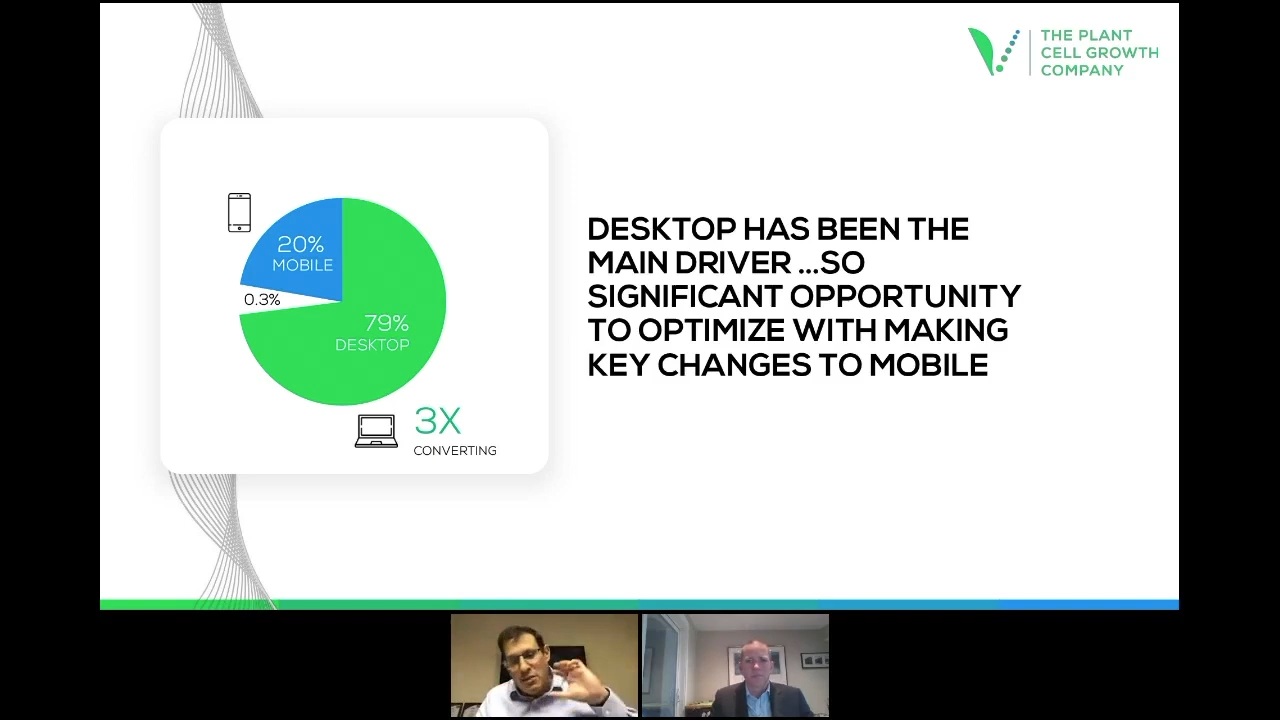 THE PLANT
CELL GROWTH
COMPANY
20%
MOBILE
0.3%
79%
DESKTOP
3X
CONVERTING
DESKTOP HAS BEEN THE
MAIN DRIVER ...SO
SIGNIFICANT OPPORTUNITY
TO OPTIMIZE WITH MAKING
KEY CHANGES TO MOBILE